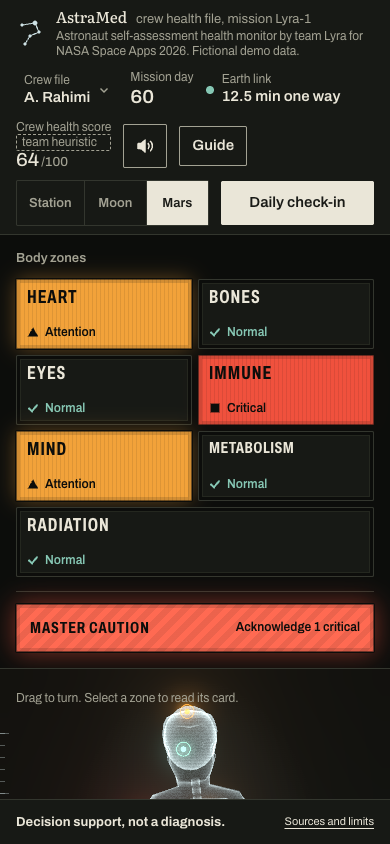 AstraMed crew health file, mission Lyra-1
Astronaut self-assessment health monitor by team Lyra for
NASA Space Apps 2026. Fictional demo data.
Crew file
A. Rahimi
Mission day
60
Earth link
12.5 min one way
Crew health score
team heuristic
64/100
Guide
Station
Moon
Mars
Daily check-in
Body zones
HEART
Attention
BONES
Normal
EYES
Normal
IMMUNE
Critical
MIND
Attention
METABOLISM
Normal
RADIATION
Normal
MASTER CAUTION
Acknowledge 1 critical
Drag to turn. Select a zone to read its card.
Decision support, not a diagnosis.
Sources and limits